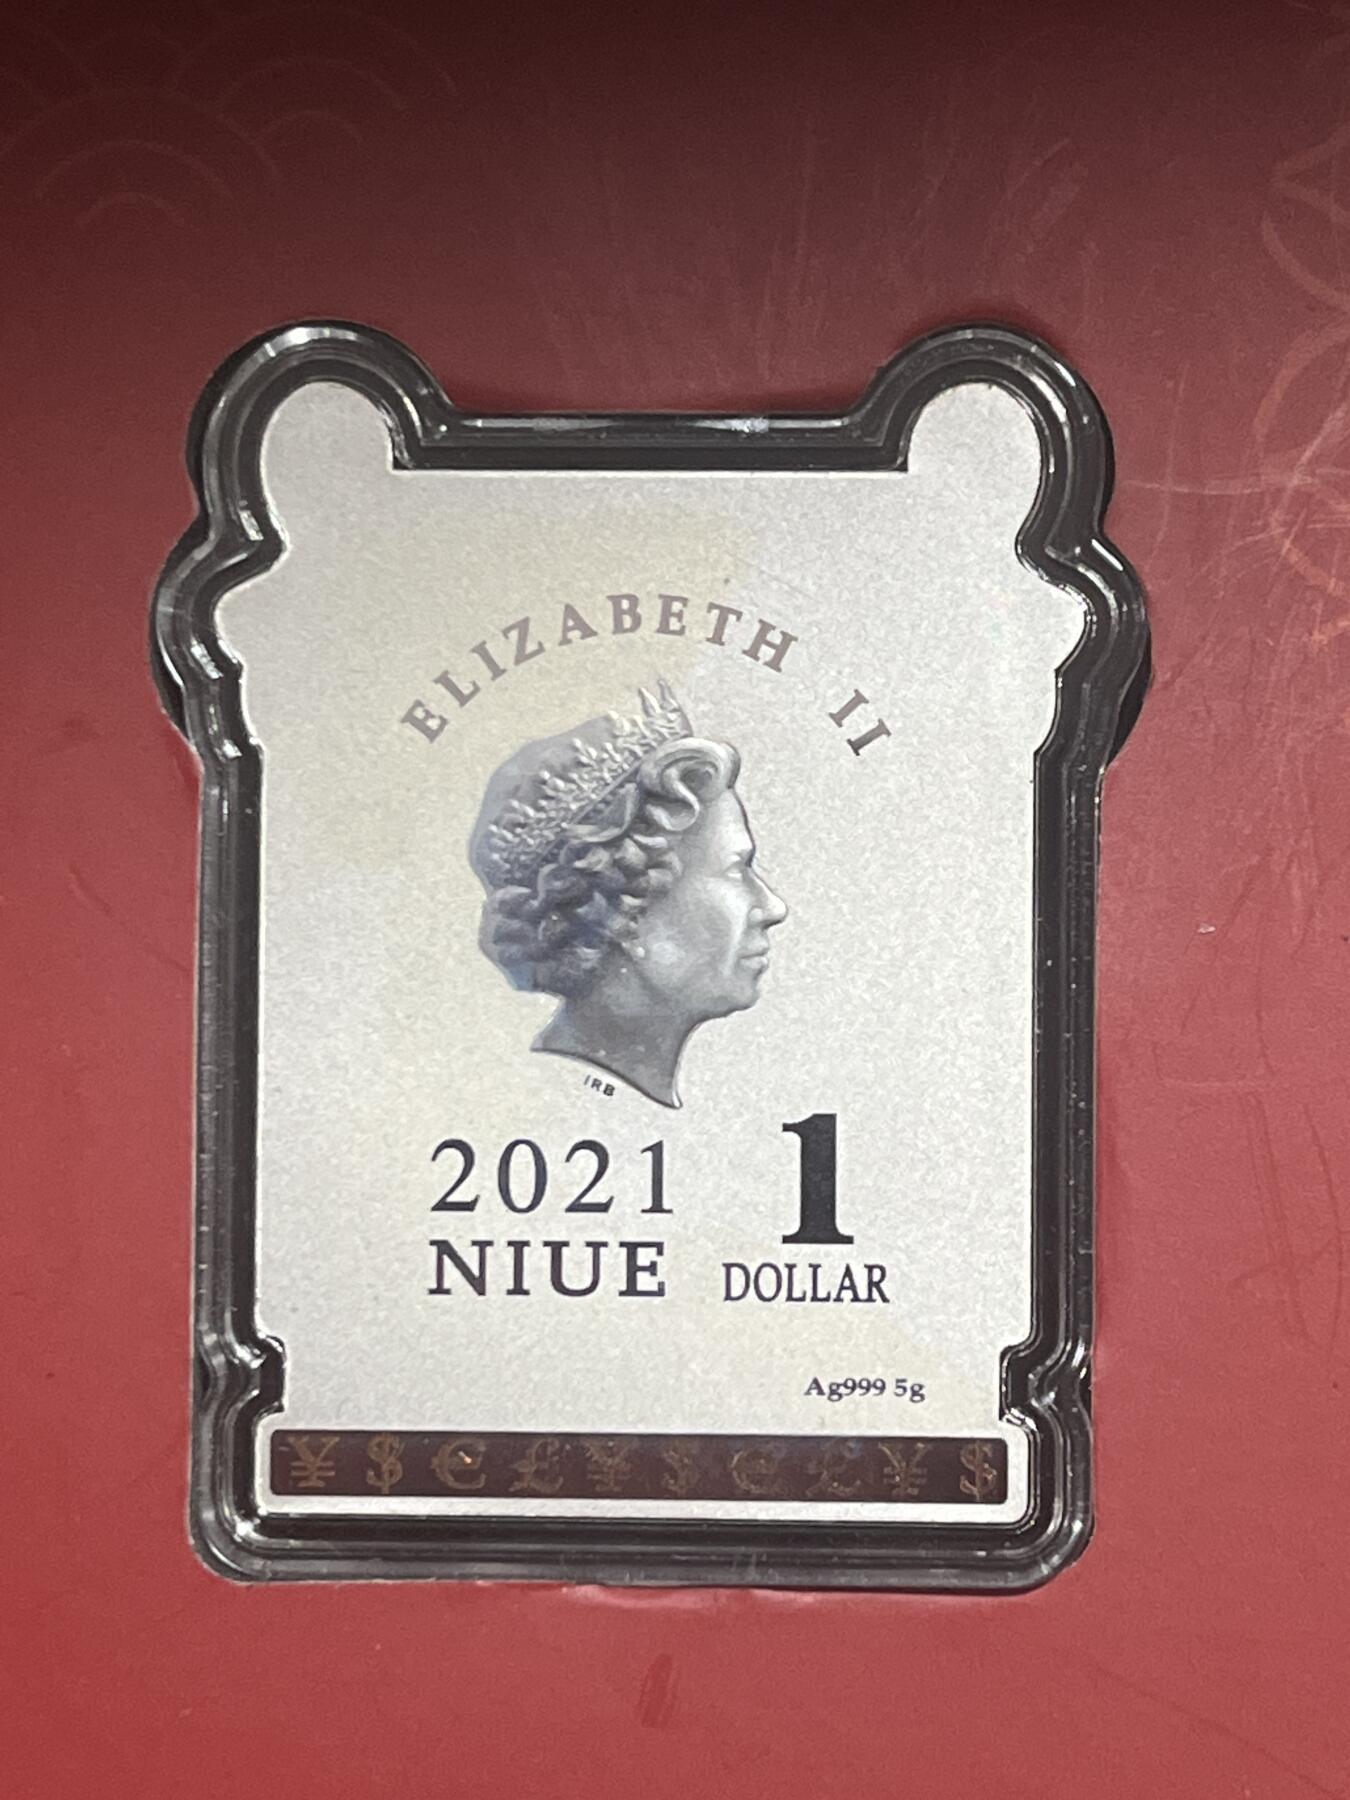 ELIZABETH II
IRB
2021
NIUE
1
DOLLAR
Ag999 5g
¥ $ € £ ¥ $ € £ ¥ $